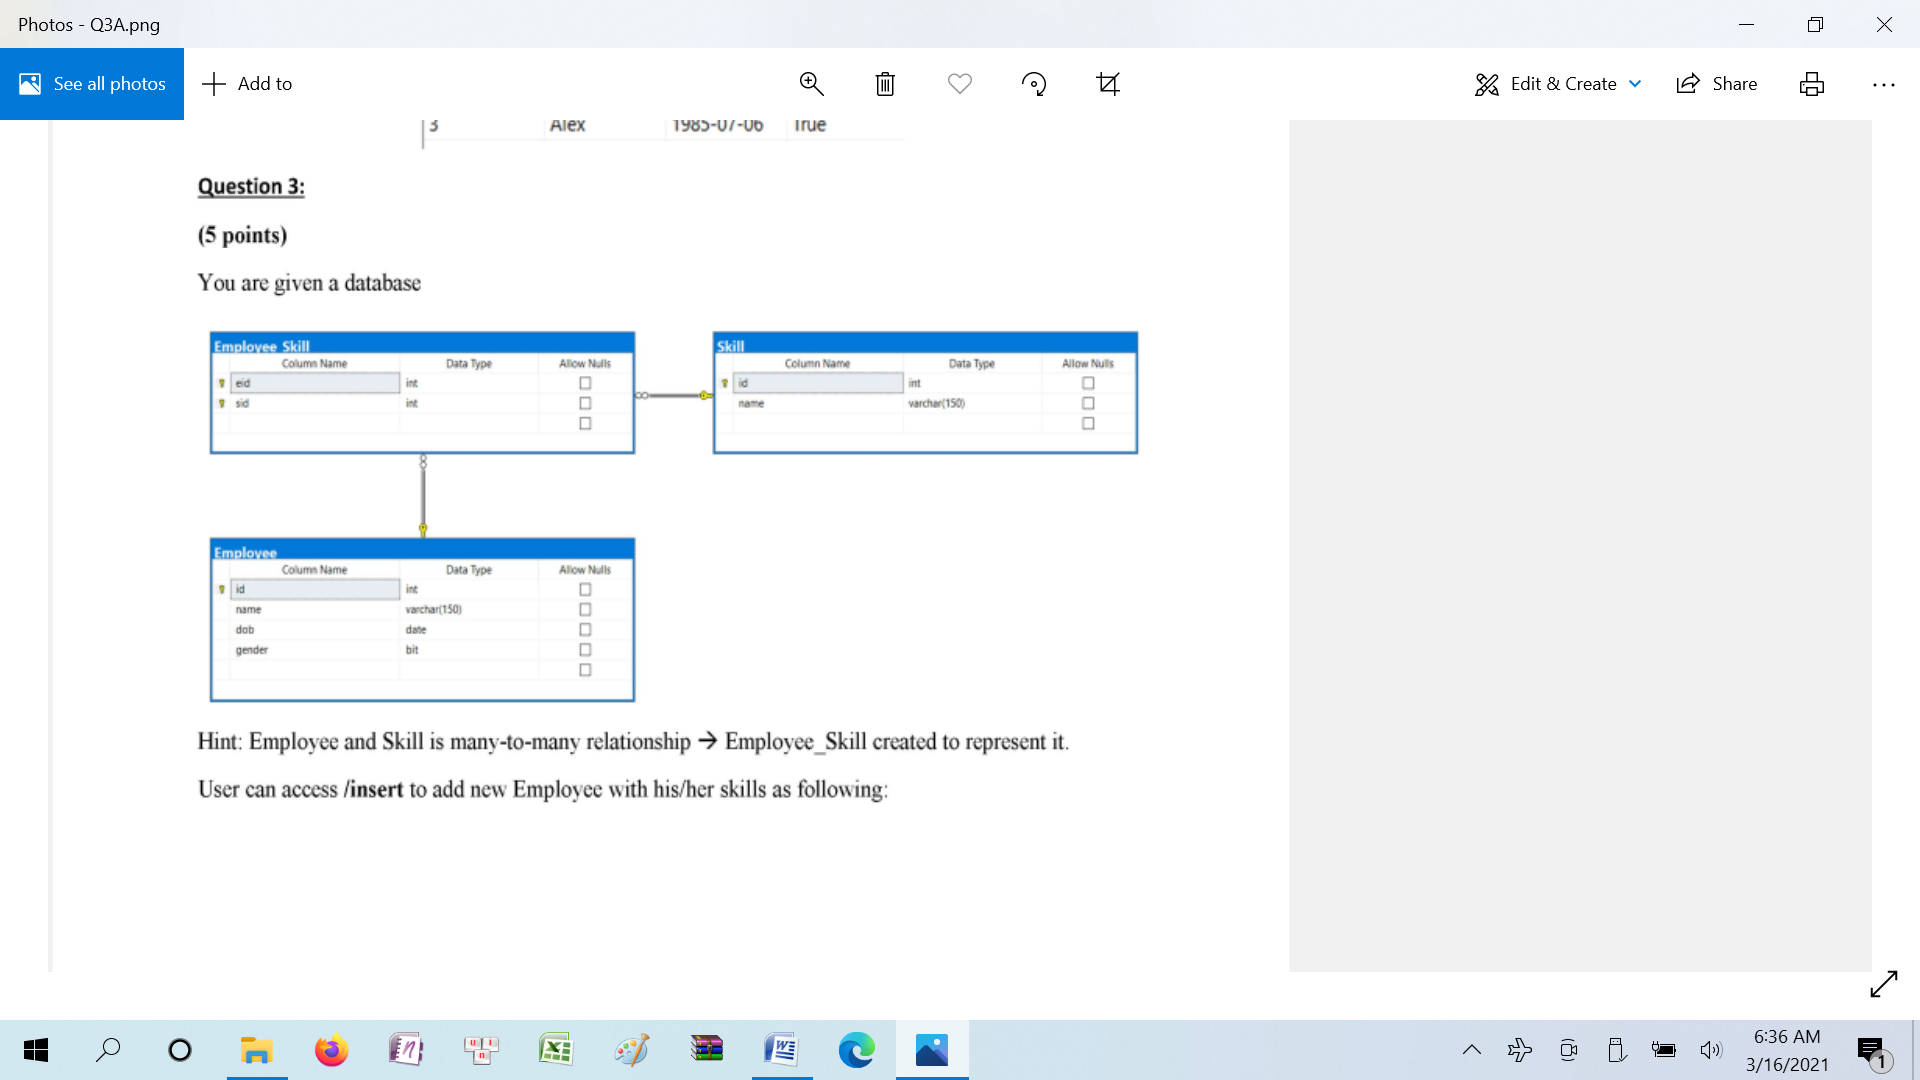 Photos - Q3A.png
See all photos
Add to
Edit & Create
Share
3 Alex 1985-07-06 True
Question 3:
(5 points)
You are given a database
Employee_Skill
Column Name Data Type Allow Nulls
eid int
sid int
Skill
Column Name Data Type Allow Nulls
id int
name varchar(150)
Employee
Column Name Data Type Allow Nulls
id int
name varchar(150)
dob date
gender bit
Hint: Employee and Skill is many-to-many relationship → Employee_Skill created to represent it.
User can access /insert to add new Employee with his/her skills as following:
6:36 AM
3/16/2021
1